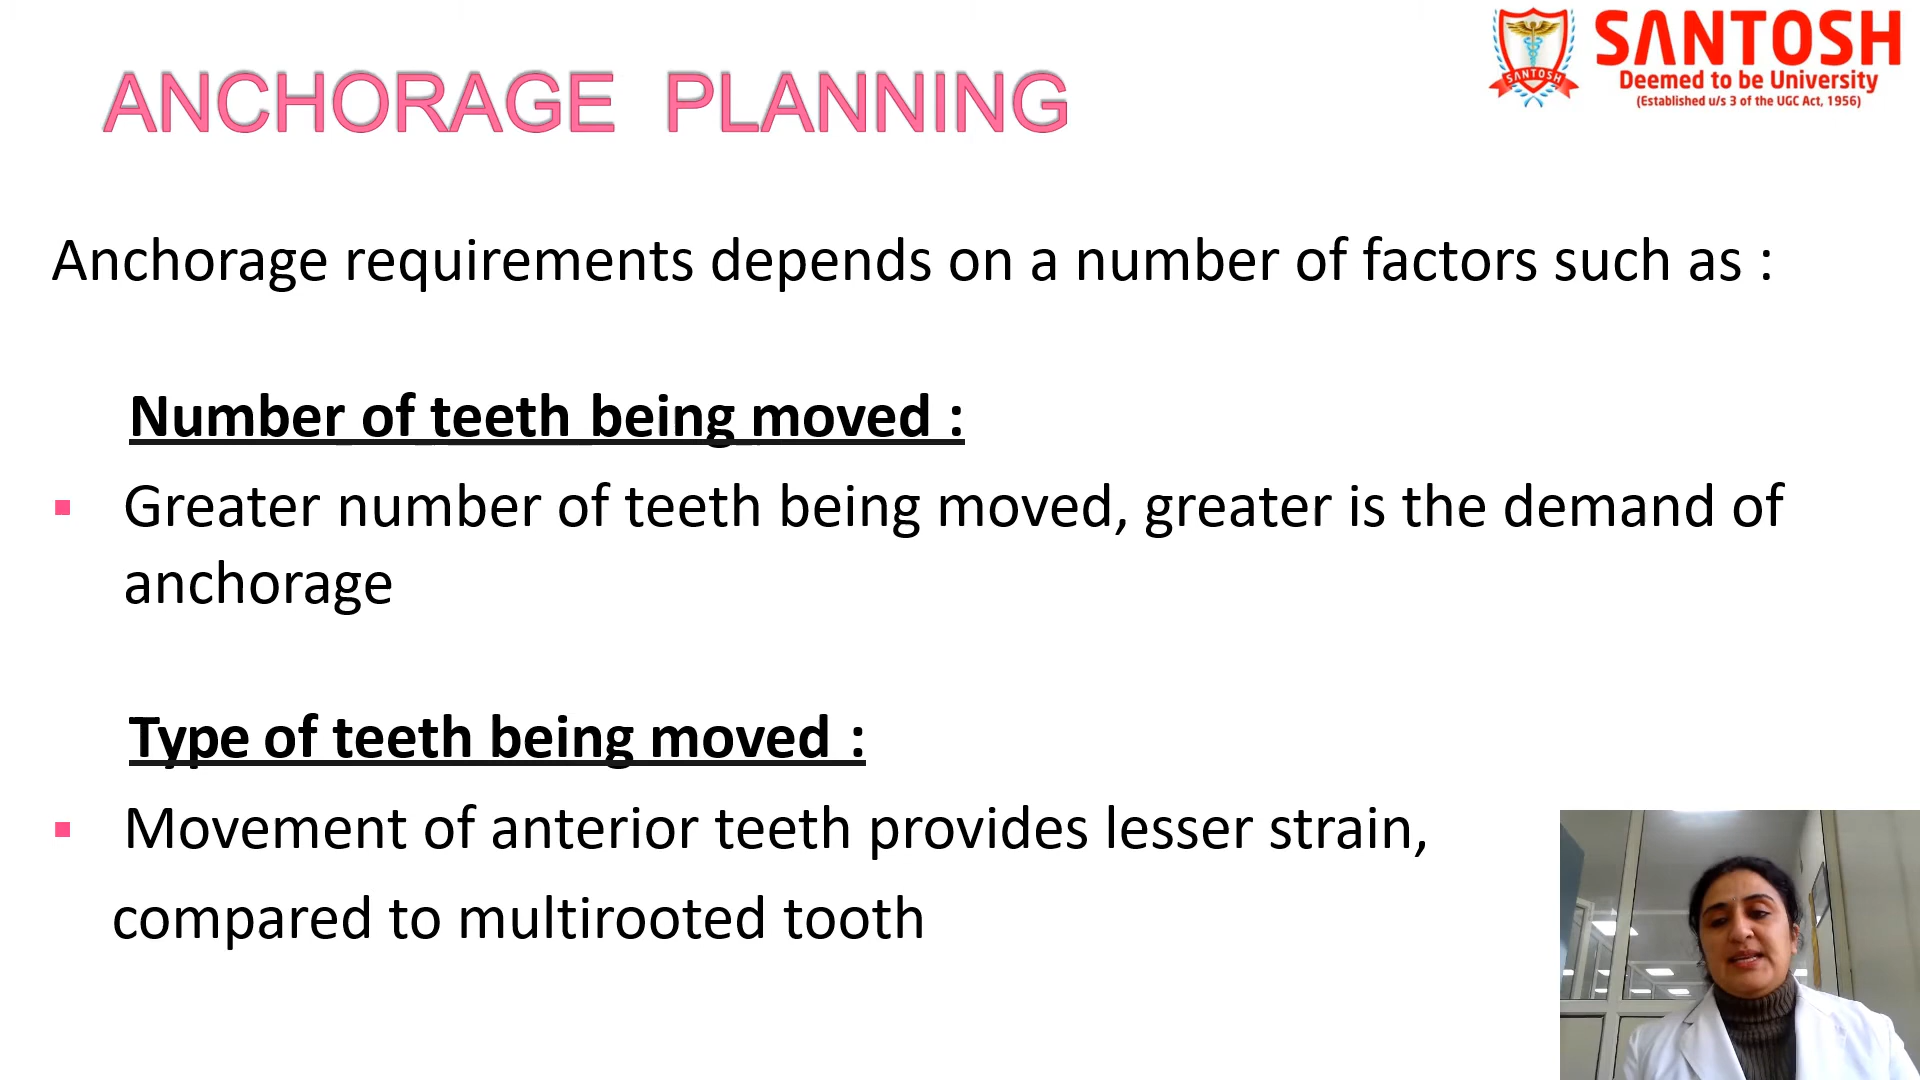 ANCHORAGE PLANNING
SANTOSH
SANTOSH
Deemed to be University
(Established u/s 3 of the UGC Act, 1956)
Anchorage requirements depends on a number of factors such as :
Number of teeth being moved :
▪ Greater number of teeth being moved, greater is the demand of
anchorage
Type of teeth being moved :
▪ Movement of anterior teeth provides lesser strain,
compared to multirooted tooth